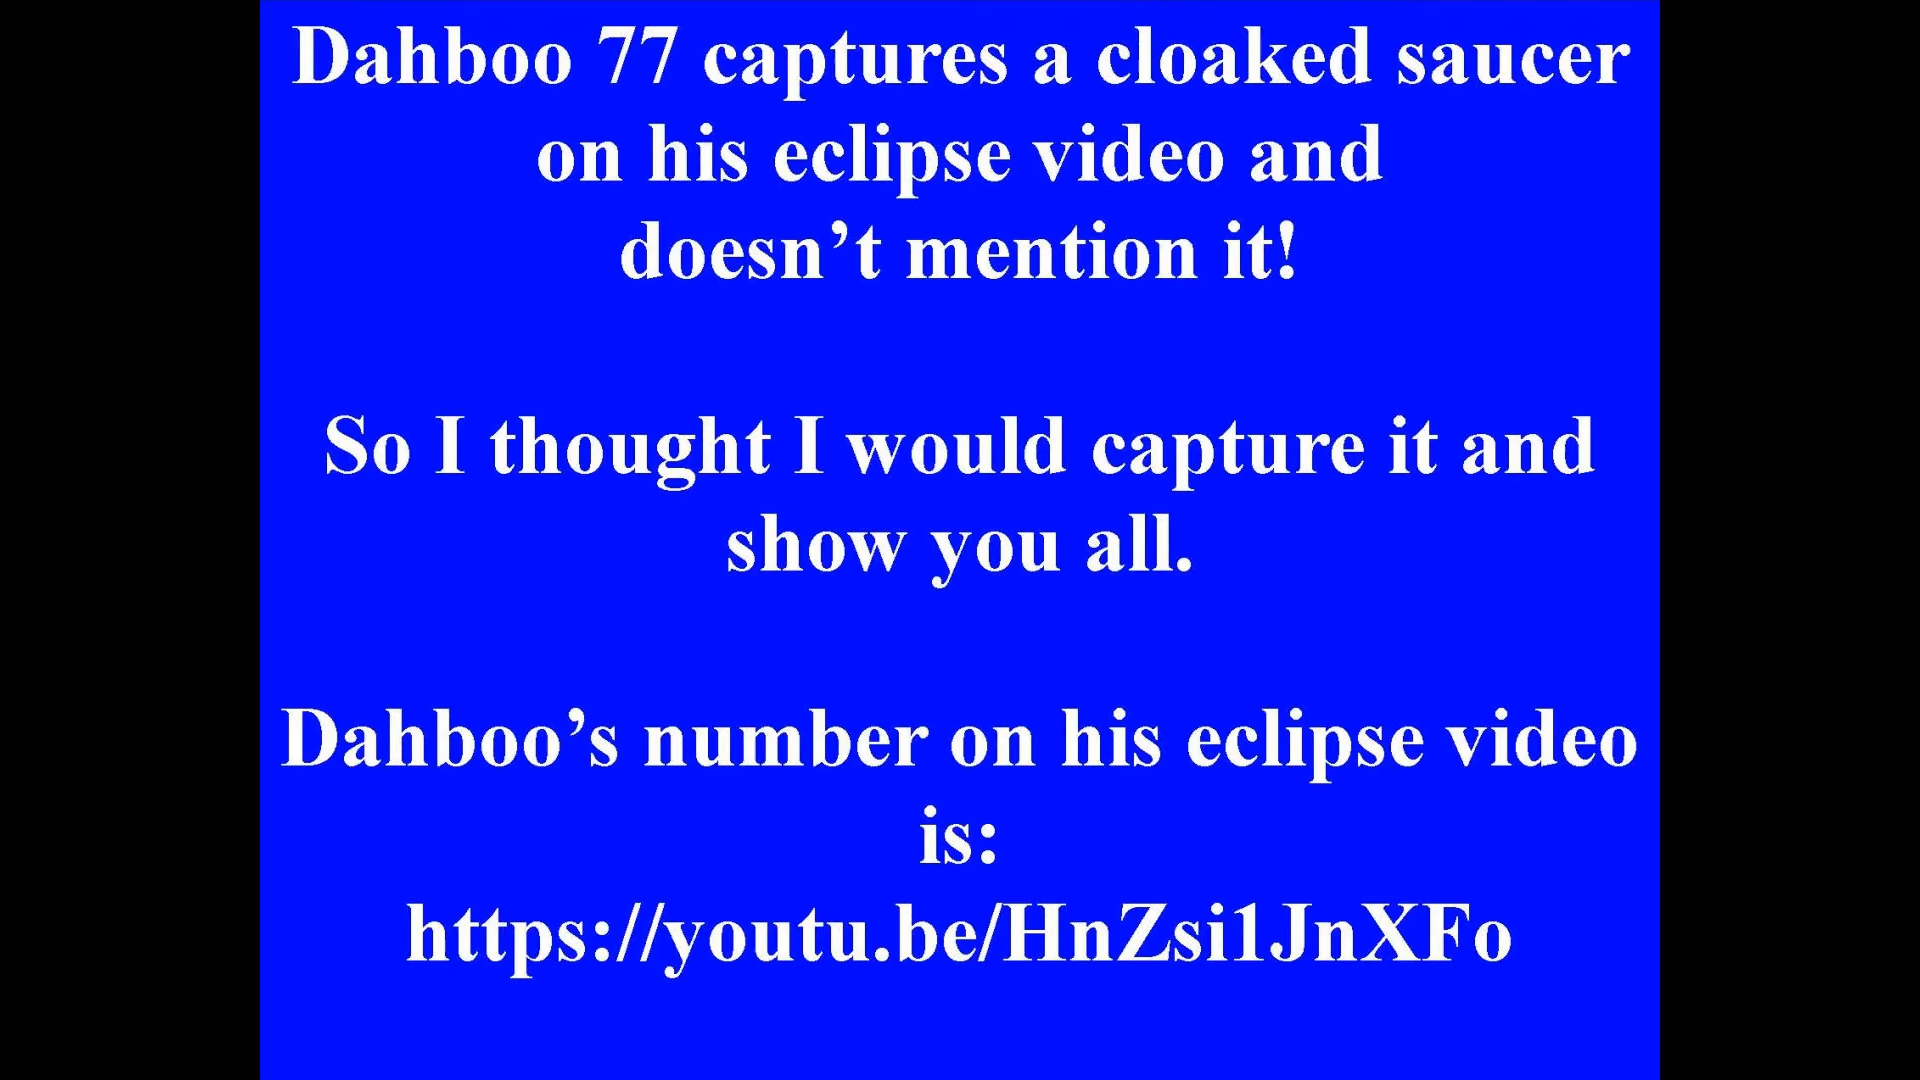 Dahboo 77 captures a cloaked saucer
on his eclipse video and
doesn’t mention it!
So I thought I would capture it and
show you all.
Dahboo’s number on his eclipse video
is:
https://youtu.be/HnZsi1JnXFo